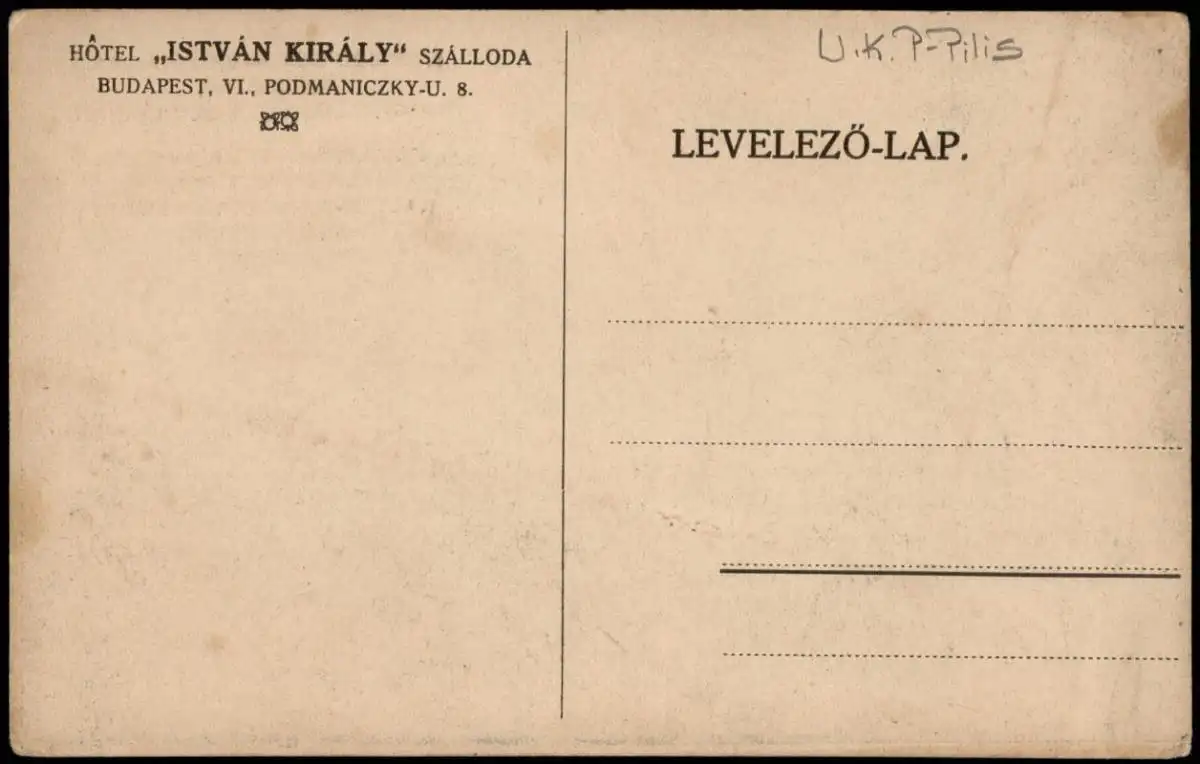 HÔTEL „ISTVÁN KIRÁLY“ SZÁLLODA
BUDAPEST, VI., PODMANICZKY-U. 8.
U.K. P-Pilis
LEVELEZŐ-LAP.